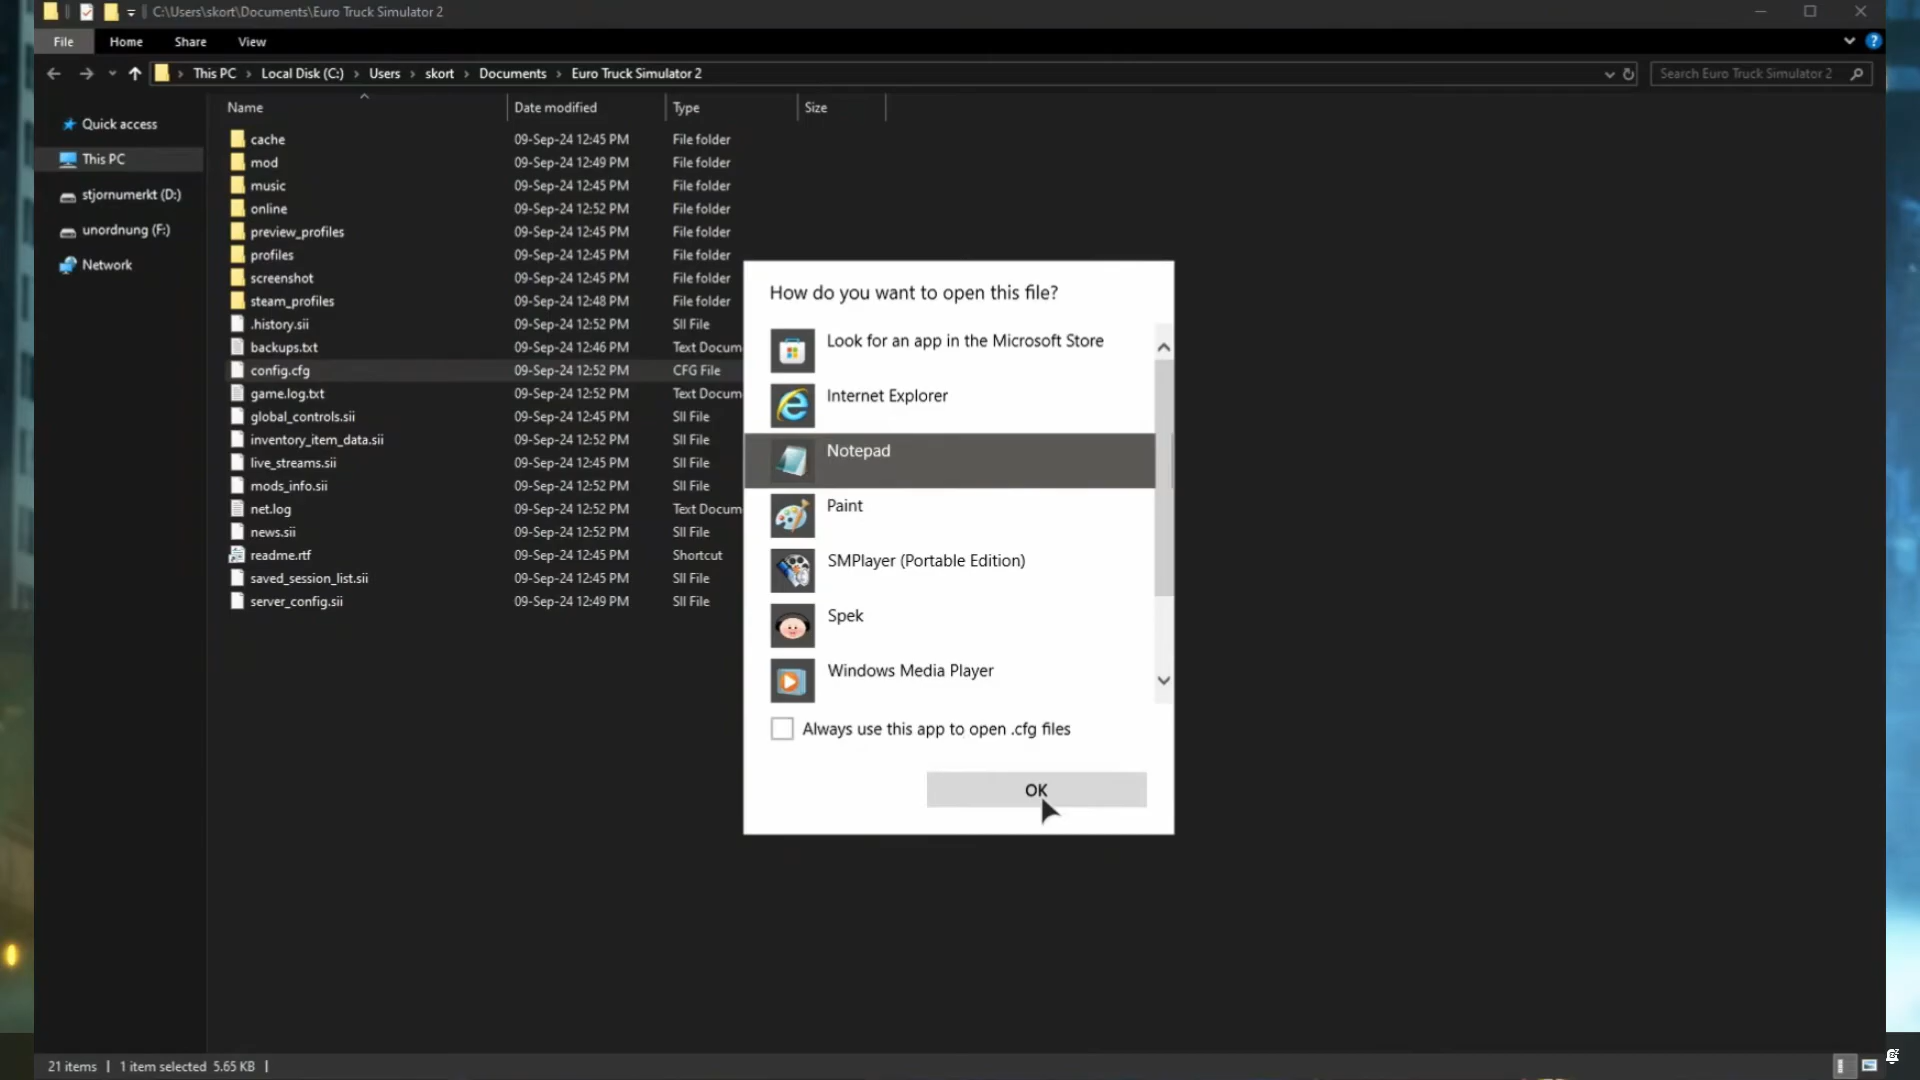 C:\Users\skort\Documents\Euro Truck Simulator 2
File Home Share View
This PC Local Disk (C:) Users skort Documents Euro Truck Simulator 2
Search Euro Truck Simulator 2
Quick access
This PC
stjornumerkt (D:)
unordnung (F:)
Network
Name Date modified Type Size
cache 09-Sep-24 12:45 PM File folder
mod 09-Sep-24 12:49 PM File folder
music 09-Sep-24 12:45 PM File folder
online 09-Sep-24 12:52 PM File folder
preview_profiles 09-Sep-24 12:45 PM File folder
profiles 09-Sep-24 12:45 PM File folder
screenshot 09-Sep-24 12:45 PM File folder
steam_profiles 09-Sep-24 12:48 PM File folder
.history.sii 09-Sep-24 12:52 PM SII File
backups.txt 09-Sep-24 12:46 PM Text Docum
config.cfg 09-Sep-24 12:52 PM CFG File
game.log.txt 09-Sep-24 12:52 PM Text Docum
global_controls.sii 09-Sep-24 12:45 PM SII File
inventory_item_data.sii 09-Sep-24 12:52 PM SII File
live_streams.sii 09-Sep-24 12:45 PM SII File
mods_info.sii 09-Sep-24 12:52 PM SII File
net.log 09-Sep-24 12:52 PM Text Docum
news.sii 09-Sep-24 12:52 PM SII File
readme.rtf 09-Sep-24 12:45 PM Shortcut
saved_session_list.sii 09-Sep-24 12:45 PM SII File
server_config.sii 09-Sep-24 12:49 PM SII File
How do you want to open this file?
Look for an app in the Microsoft Store
Internet Explorer
Notepad
Paint
SMPlayer (Portable Edition)
Spek
Windows Media Player
Always use this app to open .cfg files
OK
21 items 1 item selected 5.65 KB